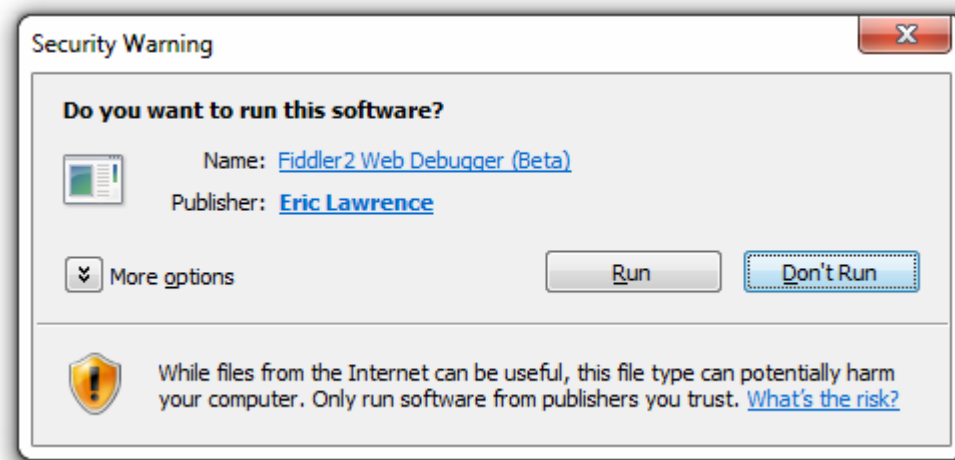 Security Warning
Do you want to run this software?
Name: Fiddler2 Web Debugger (Beta)
Publisher: Eric Lawrence
More options Run Don't Run
While files from the Internet can be useful, this file type can potentially harm
your computer. Only run software from publishers you trust. What's the risk?